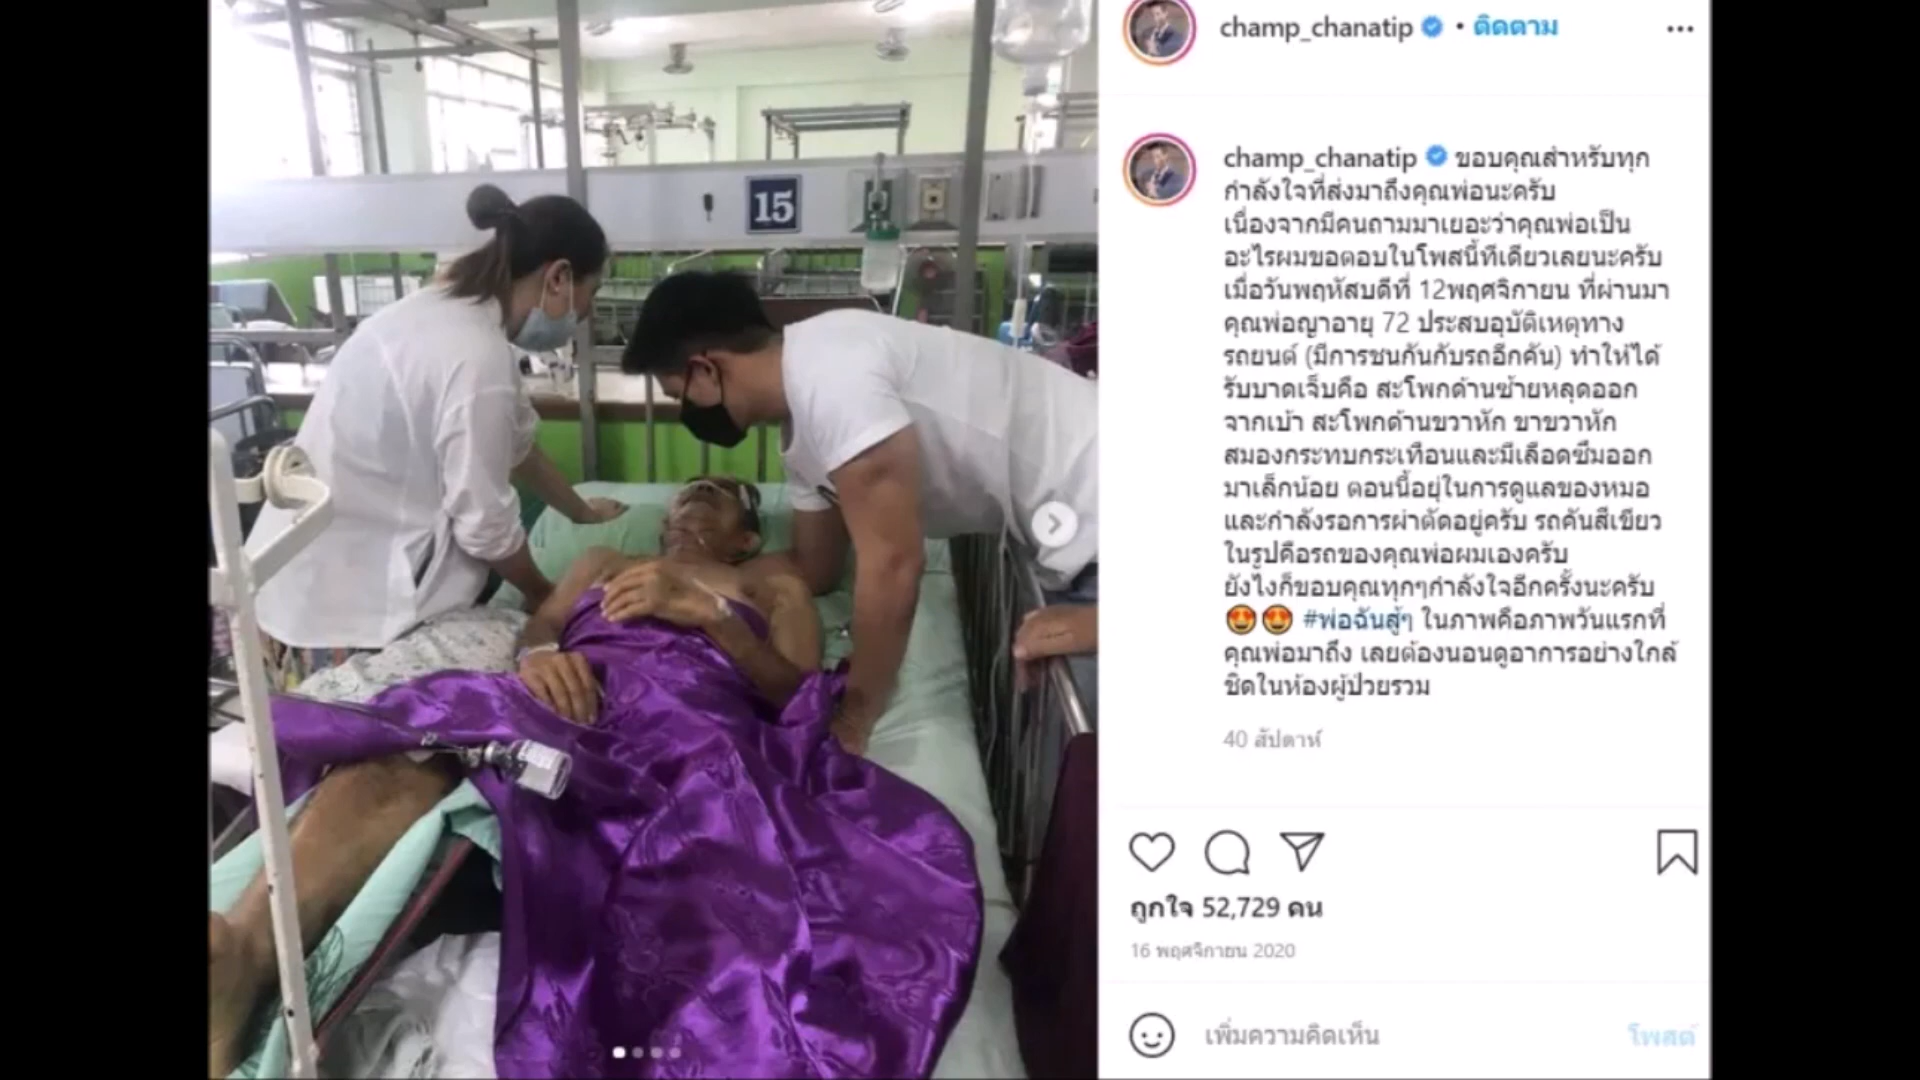 15
champ_chanatip • ติดตาม
champ_chanatip ขอบคุณสำหรับทุก
กำลังใจที่ส่งมาถึงคุณพ่อนะครับ
เนื่องจากมีคนถามมาเยอะว่าคุณพ่อเป็น
อะไรผมขอตอบในโพสนี้ทีเดียวเลยนะครับ
เมื่อวันพฤหัสบดีที่ 12พฤศจิกายน ที่ผ่านมา
คุณพ่อญาอายุ 72 ประสบอุบัติเหตุทาง
รถยนต์ (มีการชนกันกับรถอีกคัน) ทำให้ได้
รับบาดเจ็บคือ สะโพกด้านซ้ายหลุดออก
จากเบ้า สะโพกด้านขวาหัก ขาขวาหัก
สมองกระทบกระเทือนและมีเลือดซึมออก
มาเล็กน้อย ตอนนี้อยุ่ในการดูแลของหมอ
และกำลังรอการผ่าตัดอยู่ครับ รถคันสีเขียว
ในรูปคือรถของคุณพ่อผมเองครับ
ยังไงก็ขอบคุณทุกๆกำลังใจอีกครั้งนะครับ
😍😍 #พ่อฉันสู้ๆ ในภาพคือภาพวันแรกที่
คุณพ่อมาถึง เลยต้องนอนดูอาการอย่างใกล้
ชิดในห้องผู้ป่วยรวม
40 สัปดาห์
ถูกใจ 52,729 คน
16 พฤศจิกายน 2020
เพิ่มความคิดเห็น
โพสต์